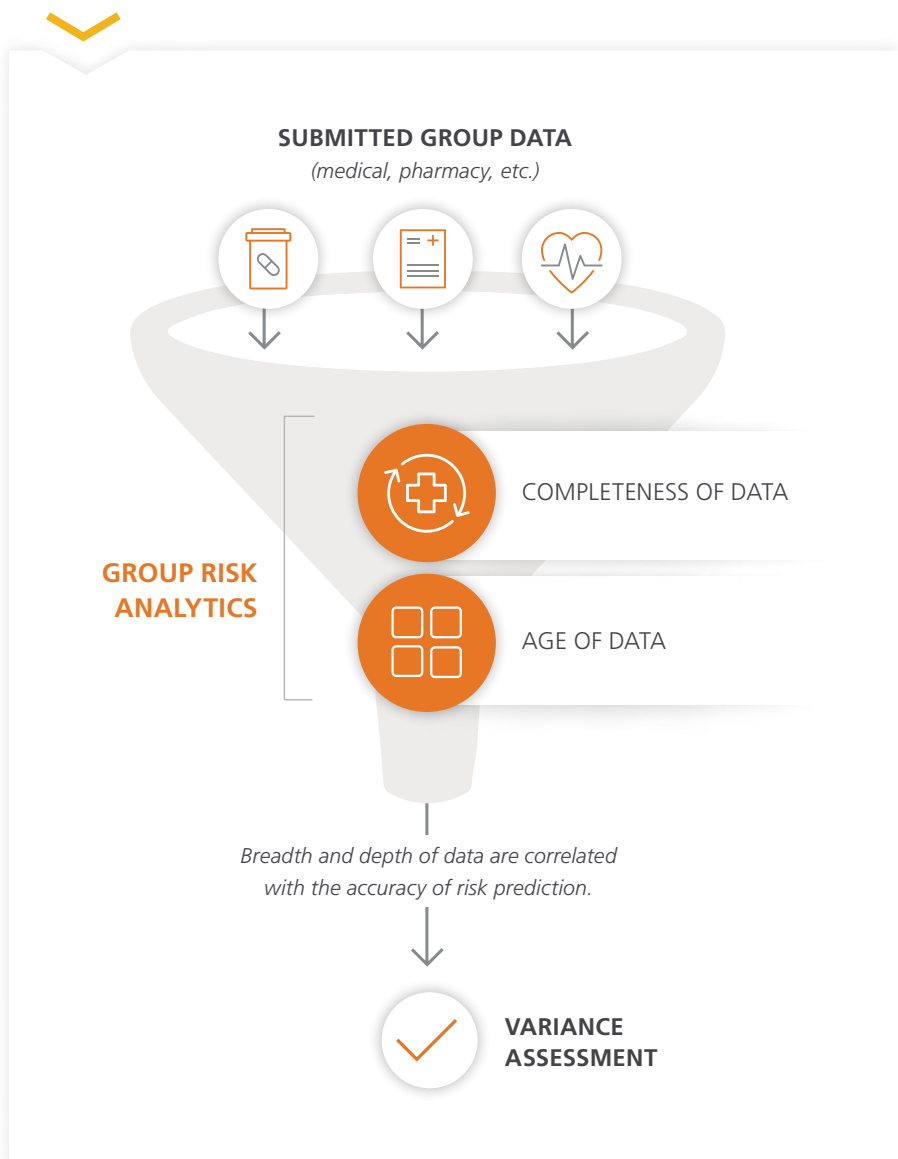 SUBMITTED GROUP DATA
(medical, pharmacy, etc.)
COMPLETENESS OF DATA
GROUP RISK
ANALYTICS
AGE OF DATA
Breadth and depth of data are correlated
with the accuracy of risk prediction.
VARIANCE
ASSESSMENT